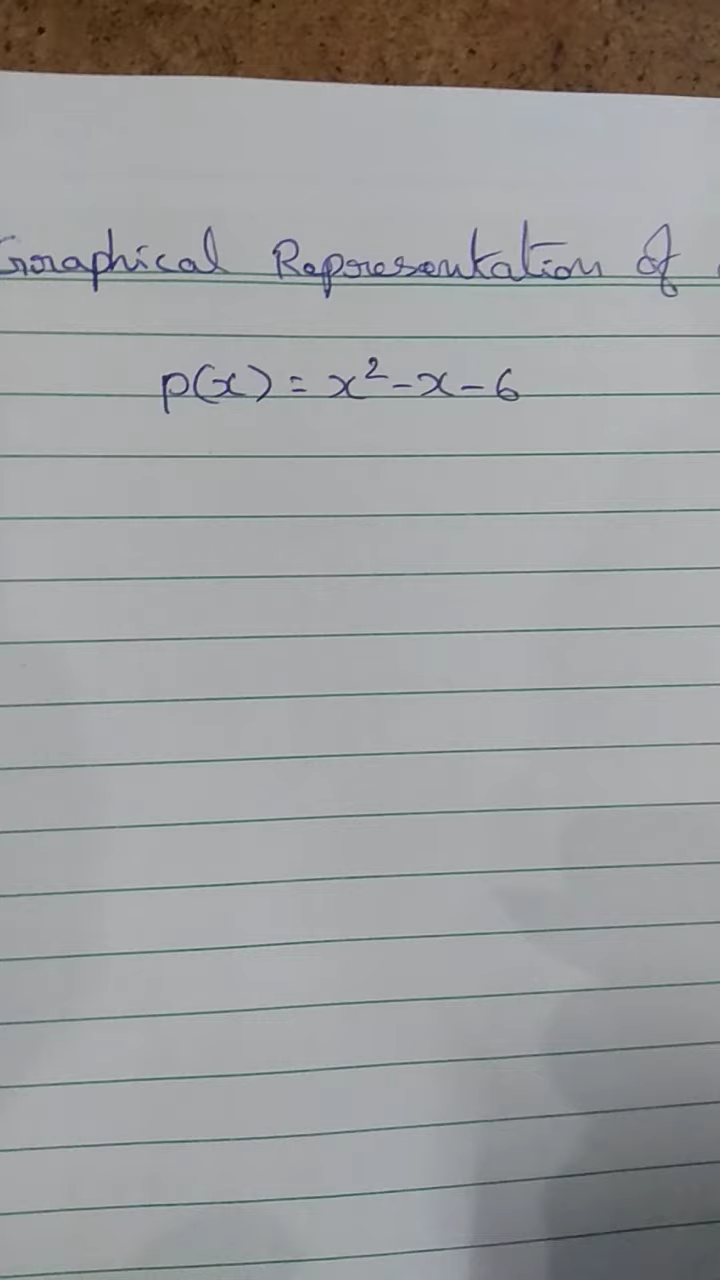 Graphical Representation of
p(x) = x² - x - 6